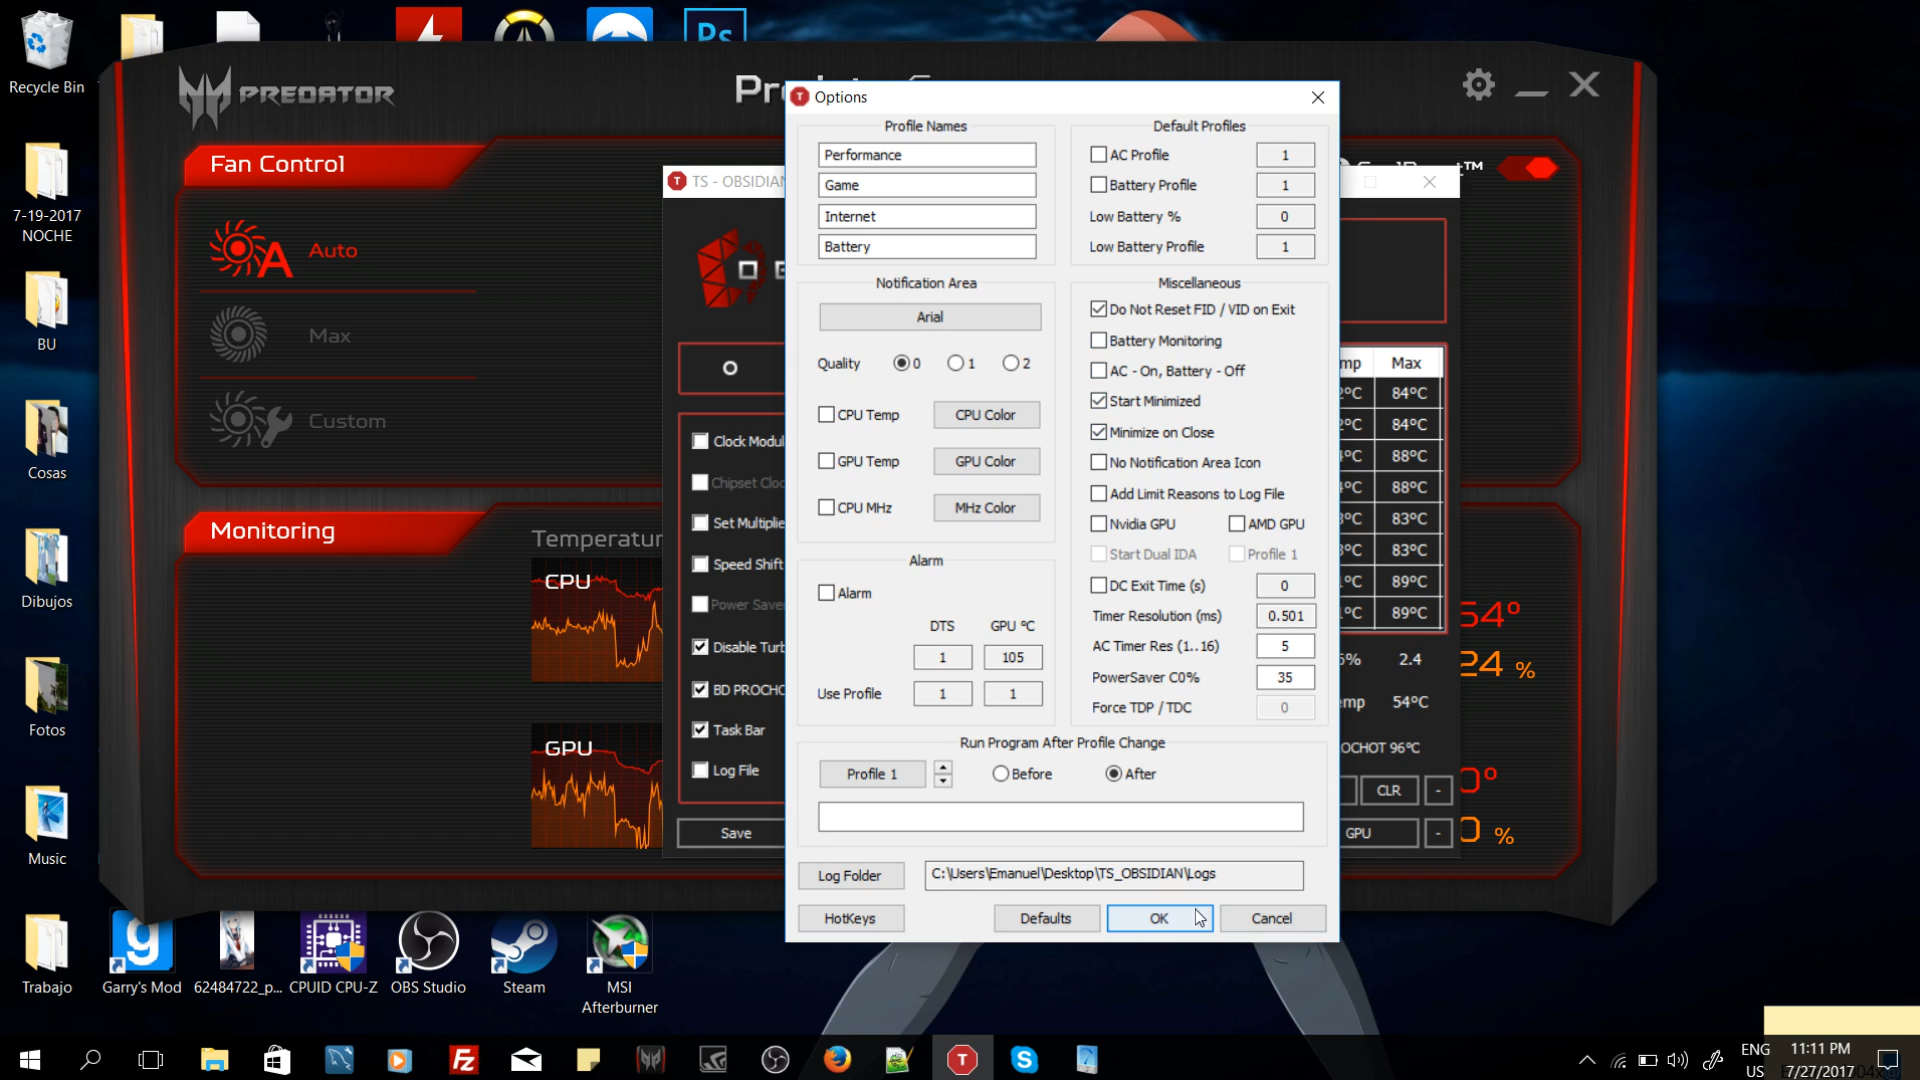 Recycle Bin
7-19-2017
NOCHE
BU
Cosas
Dibujos
Fotos
Music
Trabajo
Garry's Mod
62484722_p...
CPUID CPU-Z
OBS Studio
Steam
MSI
Afterburner
Ps
PREDATOR
Fan Control
Auto
Max
Custom
Monitoring
CPU
GPU
TS - OBSIDIAN
Disable Turb
Task Bar
Log File
Save
Options
Profile Names
Performance
Game
Internet
Battery
Notification Area
Arial
Quality 0 1 2
CPU Temp CPU Color
GPU Temp GPU Color
CPU MHz MHz Color
Alarm
Alarm
DTS GPU °C
1 105
Use Profile 1 1
Default Profiles
AC Profile 1
Battery Profile 1
Low Battery % 0
Low Battery Profile 1
Miscellaneous
Do Not Reset FID / VID on Exit
Battery Monitoring
AC - On, Battery - Off
Start Minimized
Minimize on Close
No Notification Area Icon
Add Limit Reasons to Log File
Nvidia GPU AMD GPU
Start Dual IDA Profile 1
DC Exit Time (s) 0
Timer Resolution (ms) 0.501
AC Timer Res (1..16) 5
PowerSaver C0% 35
Force TDP / TDC 0
Run Program After Profile Change
Profile 1 Before After
Log Folder C:\Users\Emanuel\Desktop\TS_OBSIDIAN\Logs
HotKeys Defaults OK Cancel
Max
84°C
84°C
88°C
88°C
83°C
83°C
89°C
89°C
2.4
54°C
96°C
CLR -
GPU -
54°
24 %
%
ENG
US
11:11 PM
7/27/2017